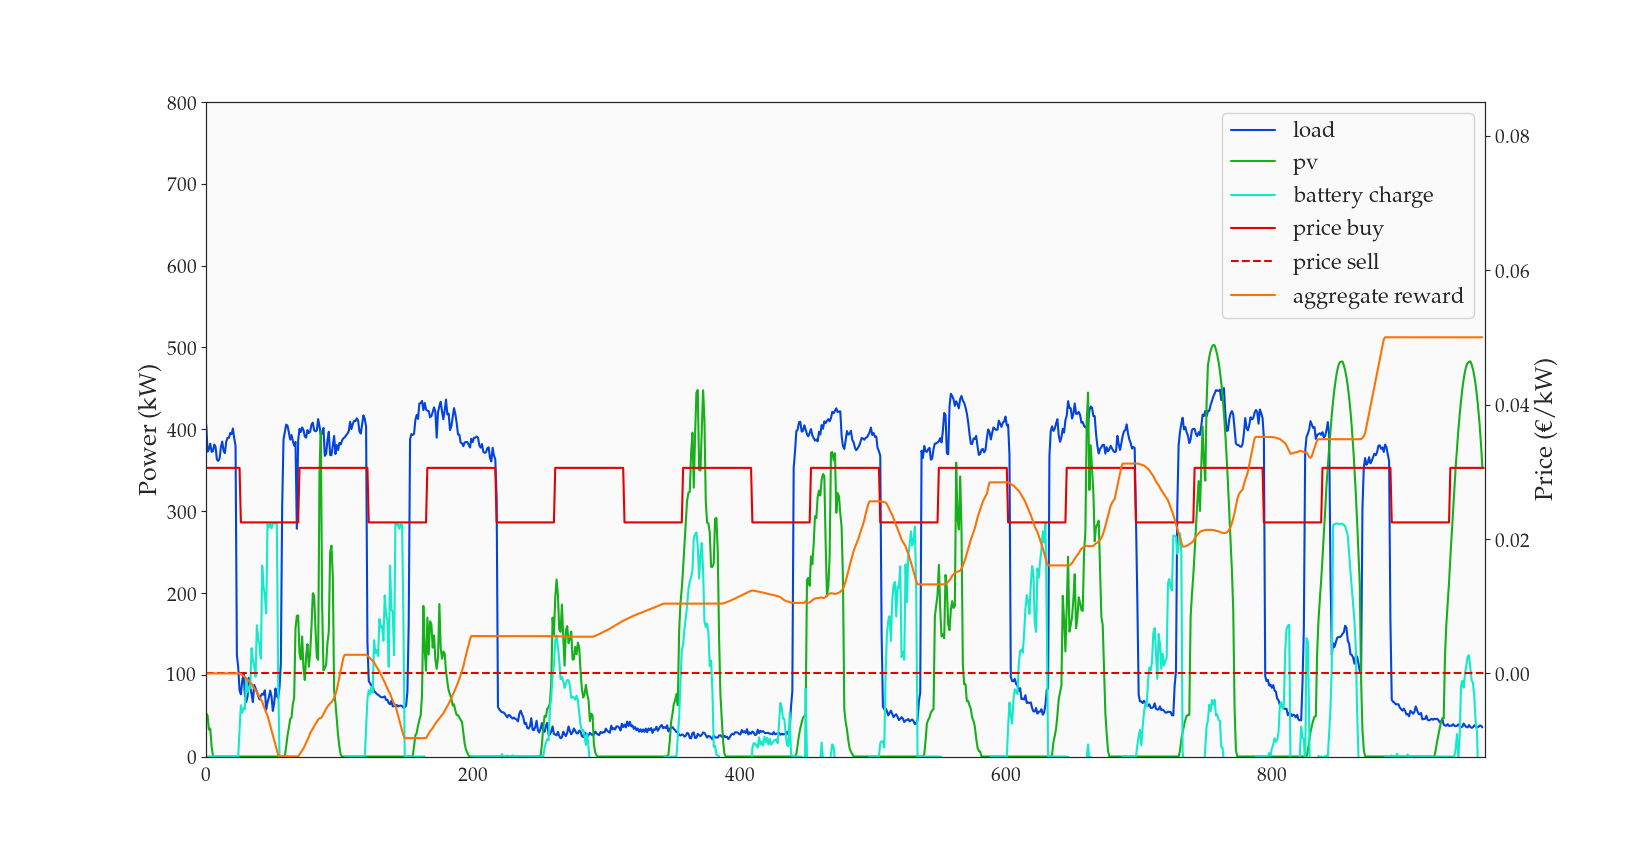 800
700
600
500
400
300
200
100
0
Power (kW)
0
200
400
600
800
0.08
0.06
0.04
0.02
0.00
Price (€/kW)
load
pv
battery charge
price buy
price sell
aggregate reward